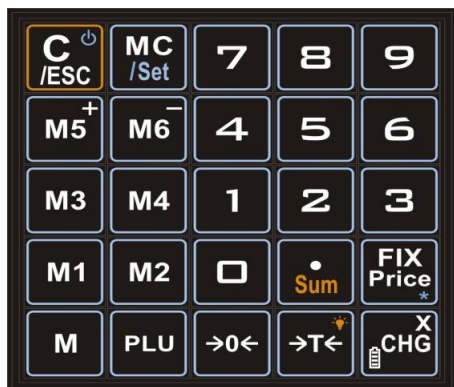 C MC 7 8 9
/ESC /Set
M5+ M6− 4 5 6
M3 M4 1 2 3
M1 M2 0 . FIX
Sum Price
*
M PLU →0← →T← X
CHG